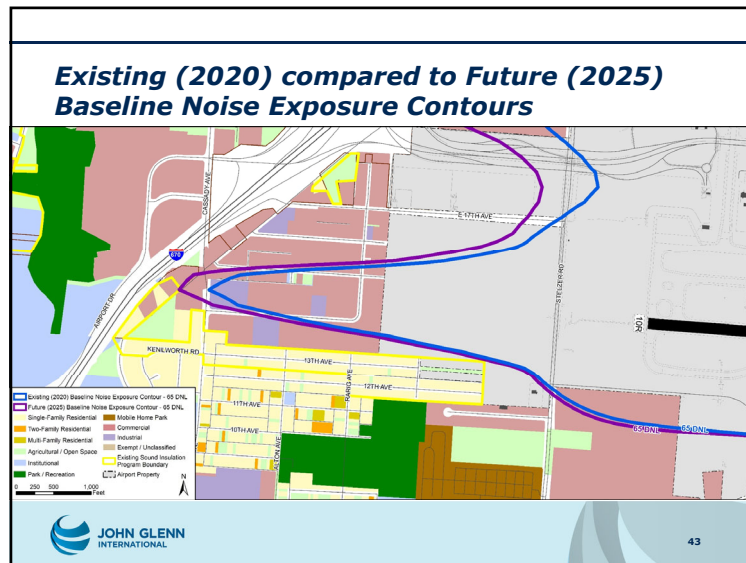 Existing (2020) compared to Future (2025)
Baseline Noise Exposure Contours
CASSADY AVE
E 17TH AVE
670
STELZER RD
AIRPORT DR
10R
KENILWORTH RD
13TH AVE
RARIG AVE
12TH AVE
11TH AVE
10TH AVE
ALTON AVE
65 DNL
65 DNL
Existing (2020) Baseline Noise Exposure Contour - 65 DNL
Future (2025) Baseline Noise Exposure Contour - 65 DNL
Single-Family Residential
Two-Family Residential
Multi-Family Residential
Agricultural / Open Space
Institutional
Park / Recreation
Mobile Home Park
Commercial
Industrial
Exempt / Unclassified
Existing Sound Insulation
Program Boundary
Airport Property
0 250 500 1,000
Feet
N
JOHN GLENN
INTERNATIONAL
43